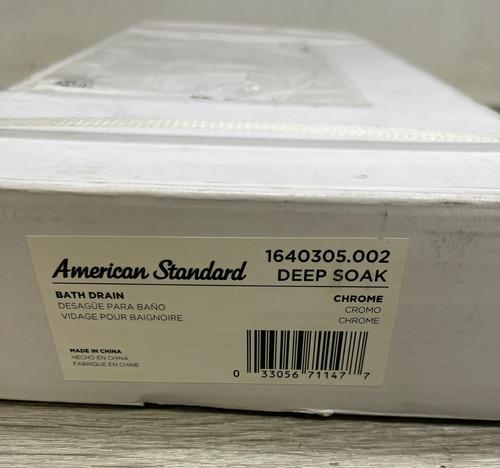 American Standard
1640305.002
DEEP SOAK
BATH DRAIN
DESAGÜE PARA BAÑO
VIDAGE POUR BAIGNOIRE
CHROME
CROMO
CHROME
MADE IN CHINA
HECHO EN CHINA
FABRIQUE EN CHINE
0 33056 71147 7